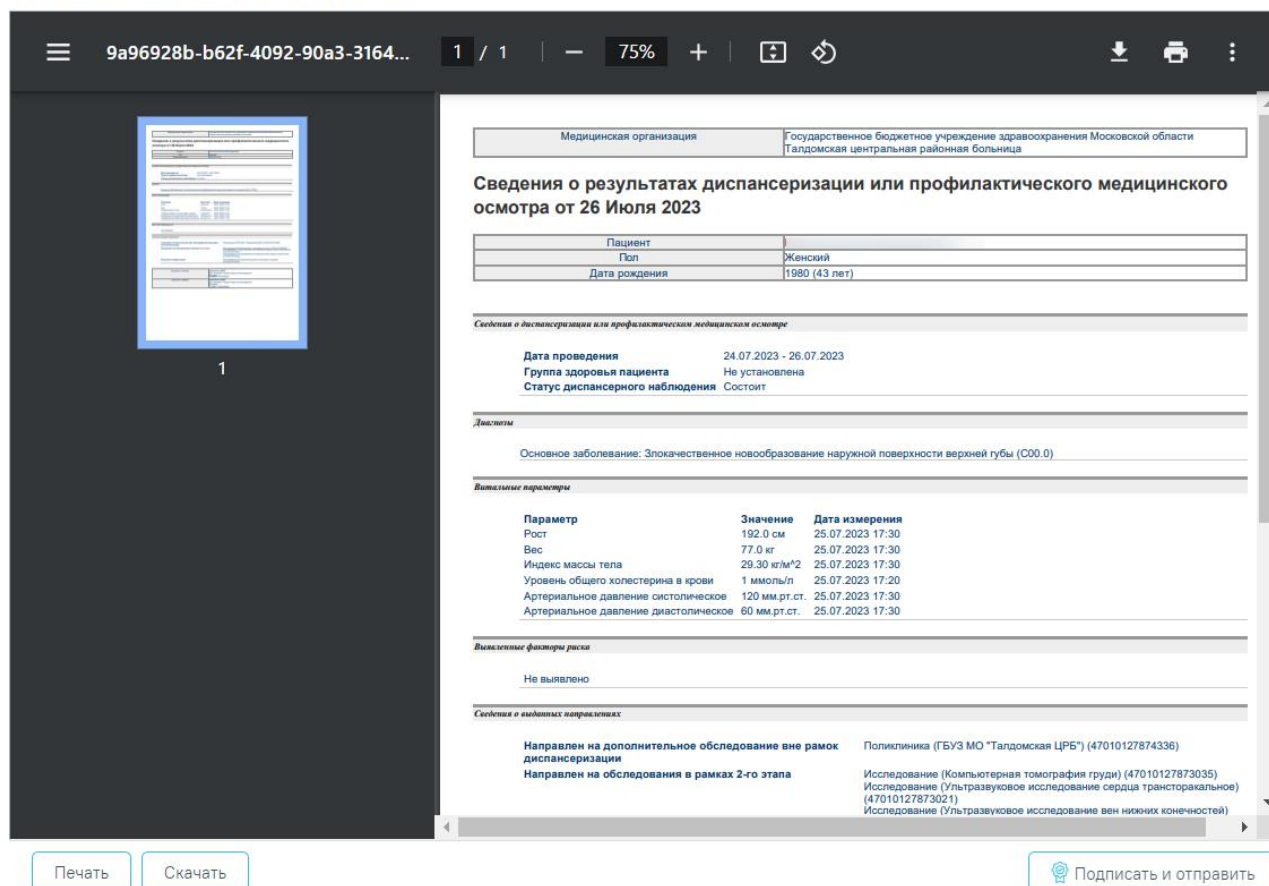 9a96928b-b62f-4092-90a3-3164... 1 / 1 75%
1
Медицинская организация Государственное бюджетное учреждение здравоохранения Московской области
Талдомская центральная районная больница
Сведения о результатах диспансеризации или профилактического медицинского
осмотра от 26 Июля 2023
Пациент
Пол Женский
Дата рождения 1980 (43 лет)
Сведения о диспансеризации или профилактическом медицинском осмотре
Дата проведения 24.07.2023 - 26.07.2023
Группа здоровья пациента Не установлена
Статус диспансерного наблюдения Состоит
Диагнозы
Основное заболевание: Злокачественное новообразование наружной поверхности верхней губы (C00.0)
Витальные параметры
Параметр Значение Дата измерения
Рост 192.0 см 25.07.2023 17:30
Вес 77.0 кг 25.07.2023 17:30
Индекс массы тела 29.30 кг/м^2 25.07.2023 17:30
Уровень общего холестерина в крови 1 ммоль/л 25.07.2023 17:20
Артериальное давление систолическое 120 мм.рт.ст. 25.07.2023 17:30
Артериальное давление диастолическое 60 мм.рт.ст. 25.07.2023 17:30
Выявленные факторы риска
Не выявлено
Сведения о выданных направлениях
Направлен на дополнительное обследование вне рамок Поликлиника (ГБУЗ МО "Талдомская ЦРБ") (47010127874336)
диспансеризации
Направлен на обследования в рамках 2-го этапа Исследование (Компьютерная томография груди) (47010127873035)
Исследование (Ультразвуковое исследование сердца трансторакальное)
(47010127873021)
Исследование (Ультразвуковое исследование вен нижних конечностей)
Печать Скачать Подписать и отправить